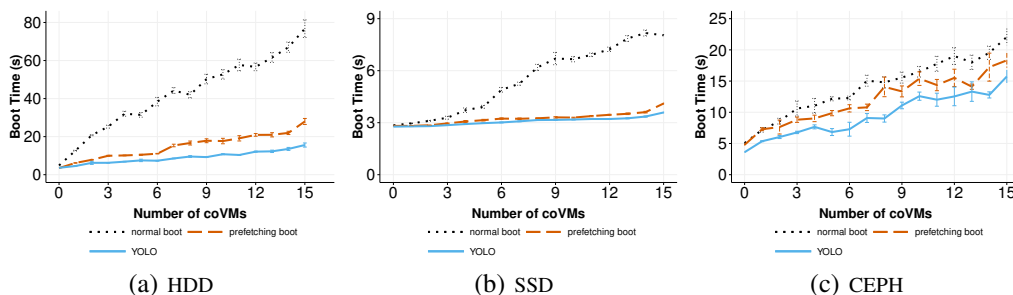 80
60
40
20
0
Boot Time (s)
0 3 6 9 12 15
Number of coVMs
normal boot prefetching boot
YOLO
(a) HDD
9
6
3
0
Boot Time (s)
0 3 6 9 12 15
Number of coVMs
normal boot prefetching boot
YOLO
(b) SSD
25
20
15
10
5
0
Boot Time (s)
0 3 6 9 12 15
Number of coVMs
normal boot prefetching boot
YOLO
(c) CEPH